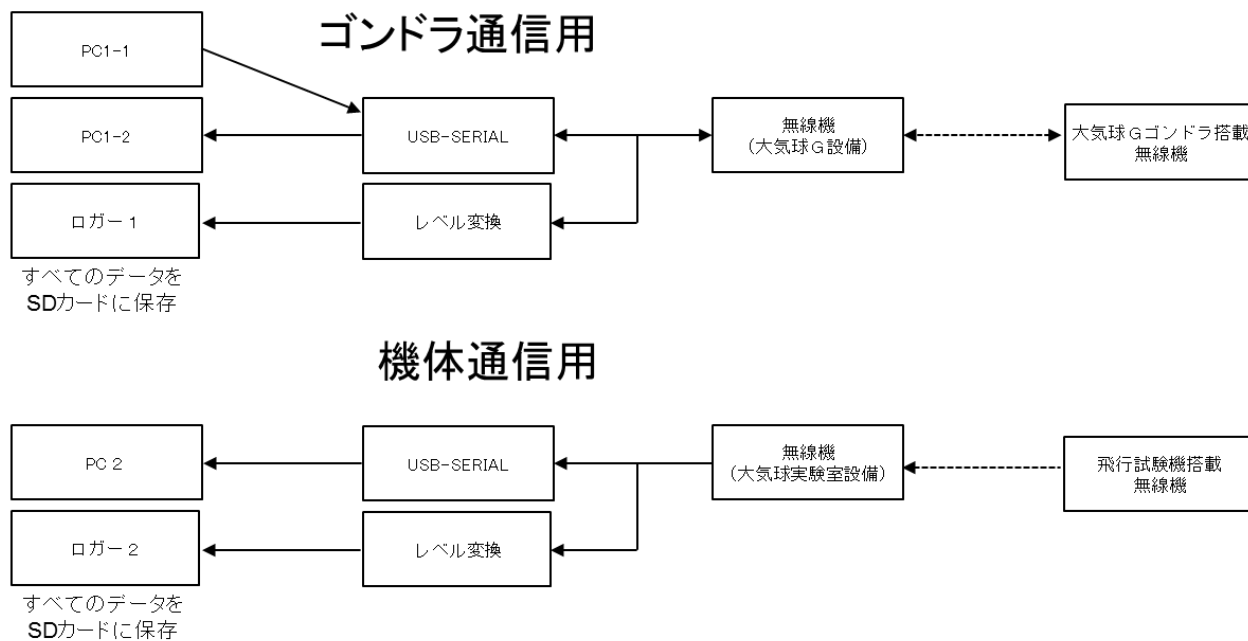 ゴンドラ通信用
PC1-1
PC1-2
USB-SERIAL
無線機
(大気球G設備)
大気球Gゴンドラ搭載
無線機
ロガー1
レベル変換
すべてのデータを
SDカードに保存
機体通信用
PC2
USB-SERIAL
無線機
(大気球実験室設備)
飛行試験機搭載
無線機
ロガー2
レベル変換
すべてのデータを
SDカードに保存